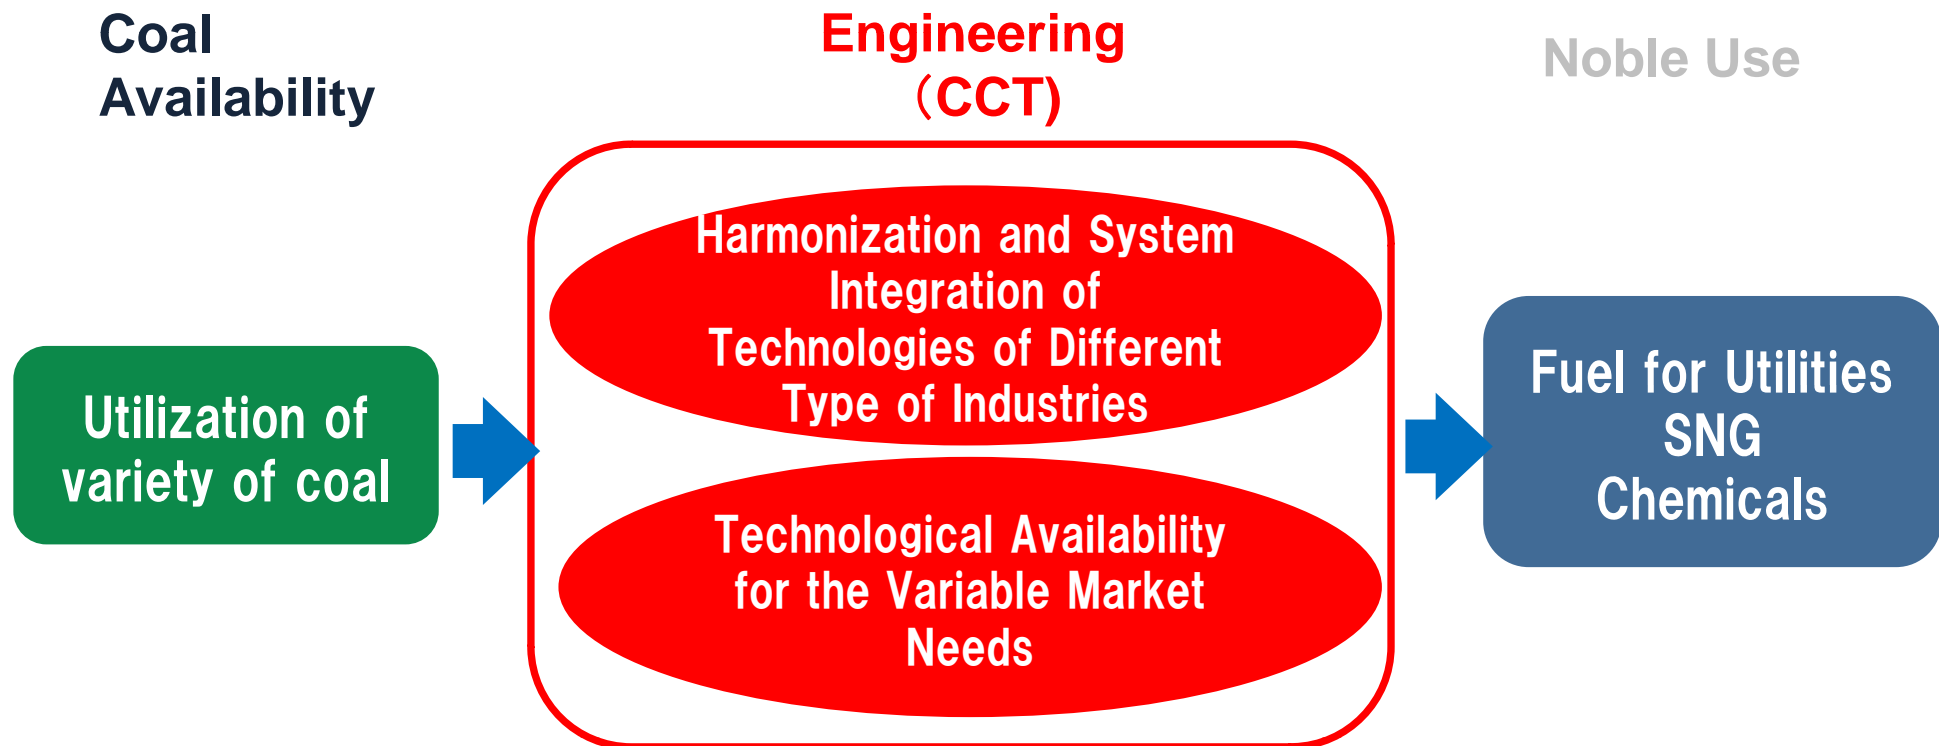 Coal
Availability
Engineering
（CCT)
Noble Use
Utilization of
variety of coal
Harmonization and System
Integration of
Technologies of Different
Type of Industries
Technological Availability
for the Variable Market
Needs
Fuel for Utilities
SNG
Chemicals